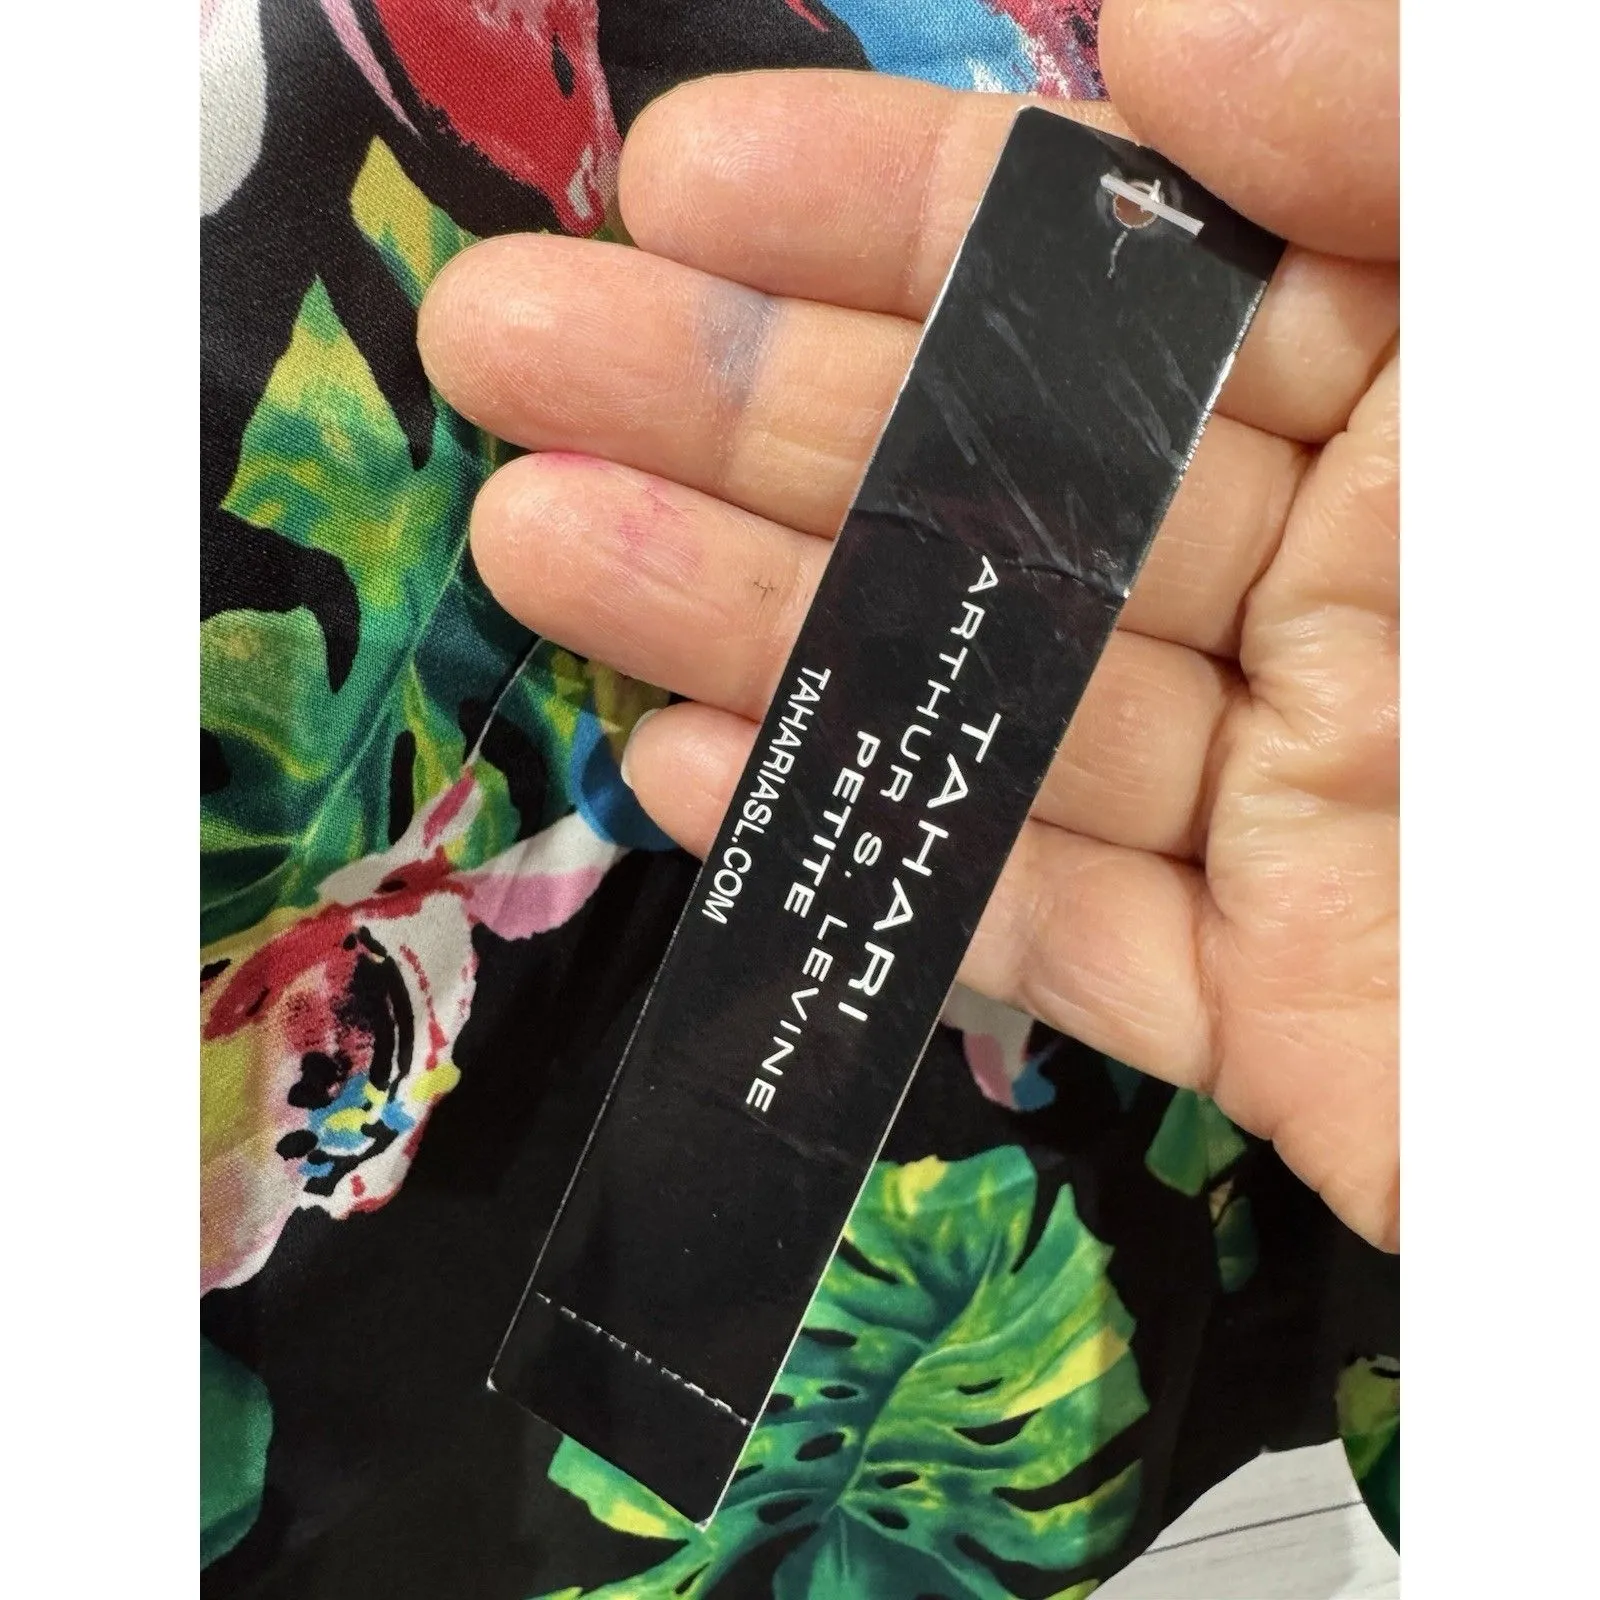 TAHARI
ARTHUR S. LEVINE
PETITE
TAHARIASL.COM